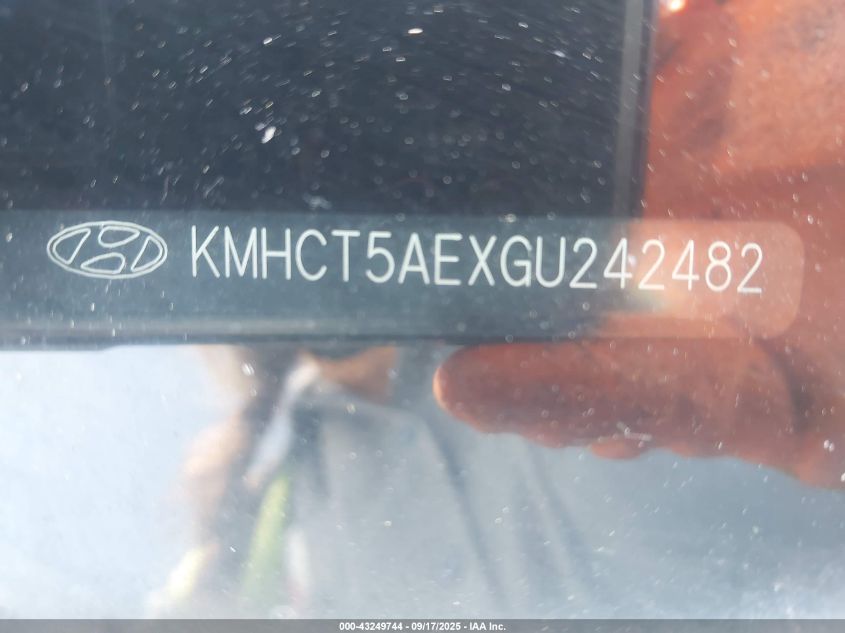 KMHCT5AEXGU242482
000-43249744 - 09/17/2025 - IAA Inc.